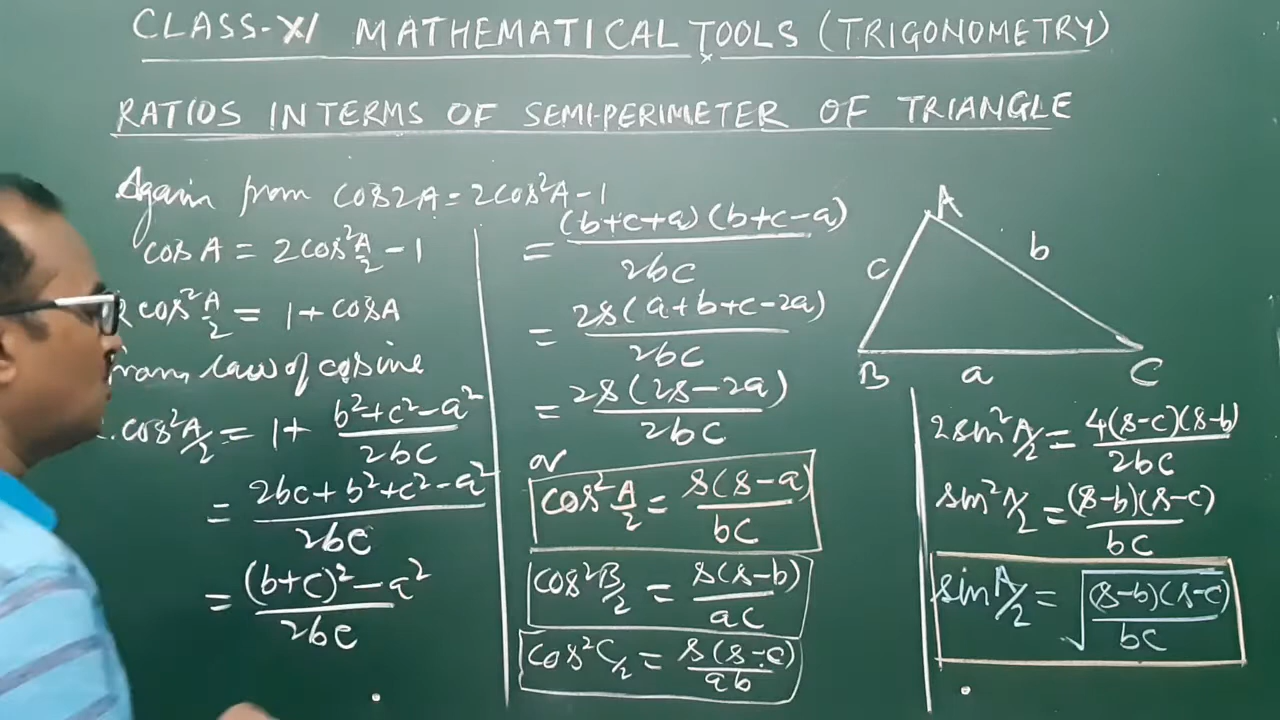 CLASS-XI MATHEMATICAL TOOLS (TRIGONOMETRY)
RATIOS IN TERMS OF SEMI-PERIMETER OF TRIANGLE
Again from cos2A = 2cos²A - 1
cosA = 2cos²A/2 - 1
2cos²A/2 = 1 + cosA
from law of cosine
cos²A/2 = 1 + (b²+c²-a²)/2bc
= (2bc+b²+c²-a²)/2bc
= ((b+c)²-a²)/2bc
= (b+c+a)(b+c-a)/2bc
= 2s(a+b+c-2a)/2bc
= 2s(2s-2a)/2bc
or
cos²A/2 = s(s-a)/bc
cos²B/2 = s(s-b)/ac
cos²C/2 = s(s-c)/ab
A
c
b
B
a
C
2sin²A/2 = 4(s-c)(s-b)/2bc
sin²A/2 = (s-b)(s-c)/bc
sinA/2 = √((s-b)(s-c)/bc)